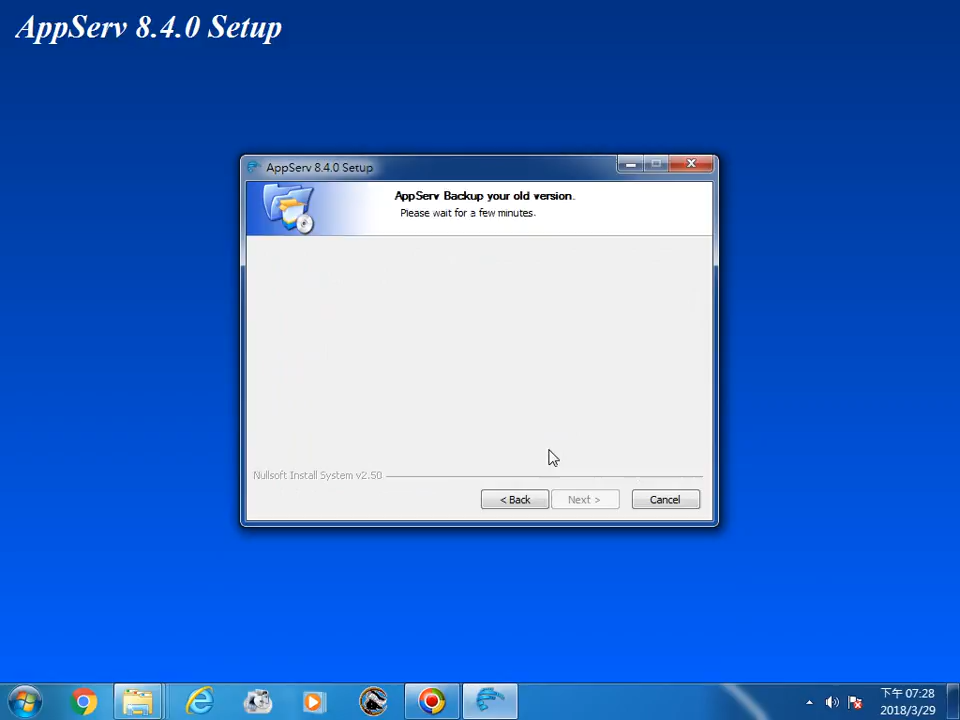 AppServ 8.4.0 Setup
AppServ 8.4.0 Setup
AppServ Backup your old version.
Please wait for a few minutes.
Nullsoft Install System v2.50
< Back
Next >
Cancel
下午 07:28
2018/3/29